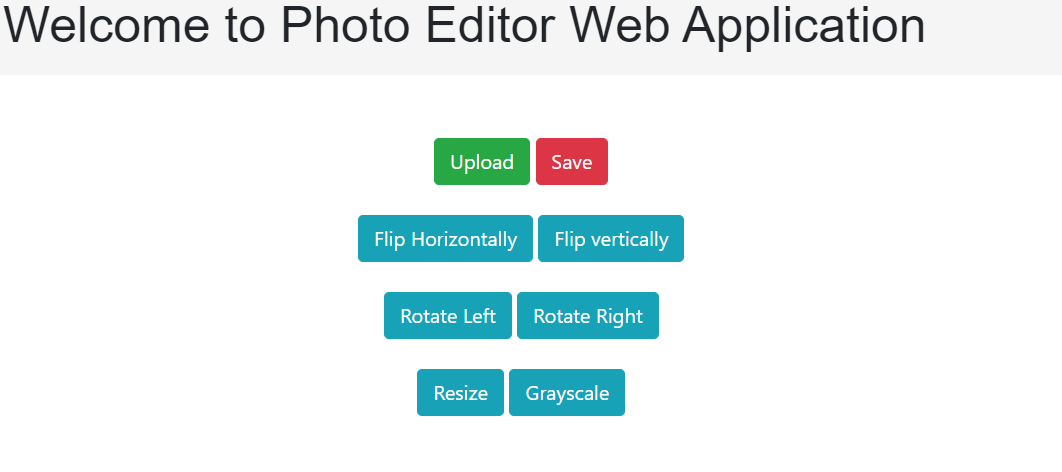 Welcome to Photo Editor Web Application
Upload Save
Flip Horizontally Flip vertically
Rotate Left Rotate Right
Resize Grayscale